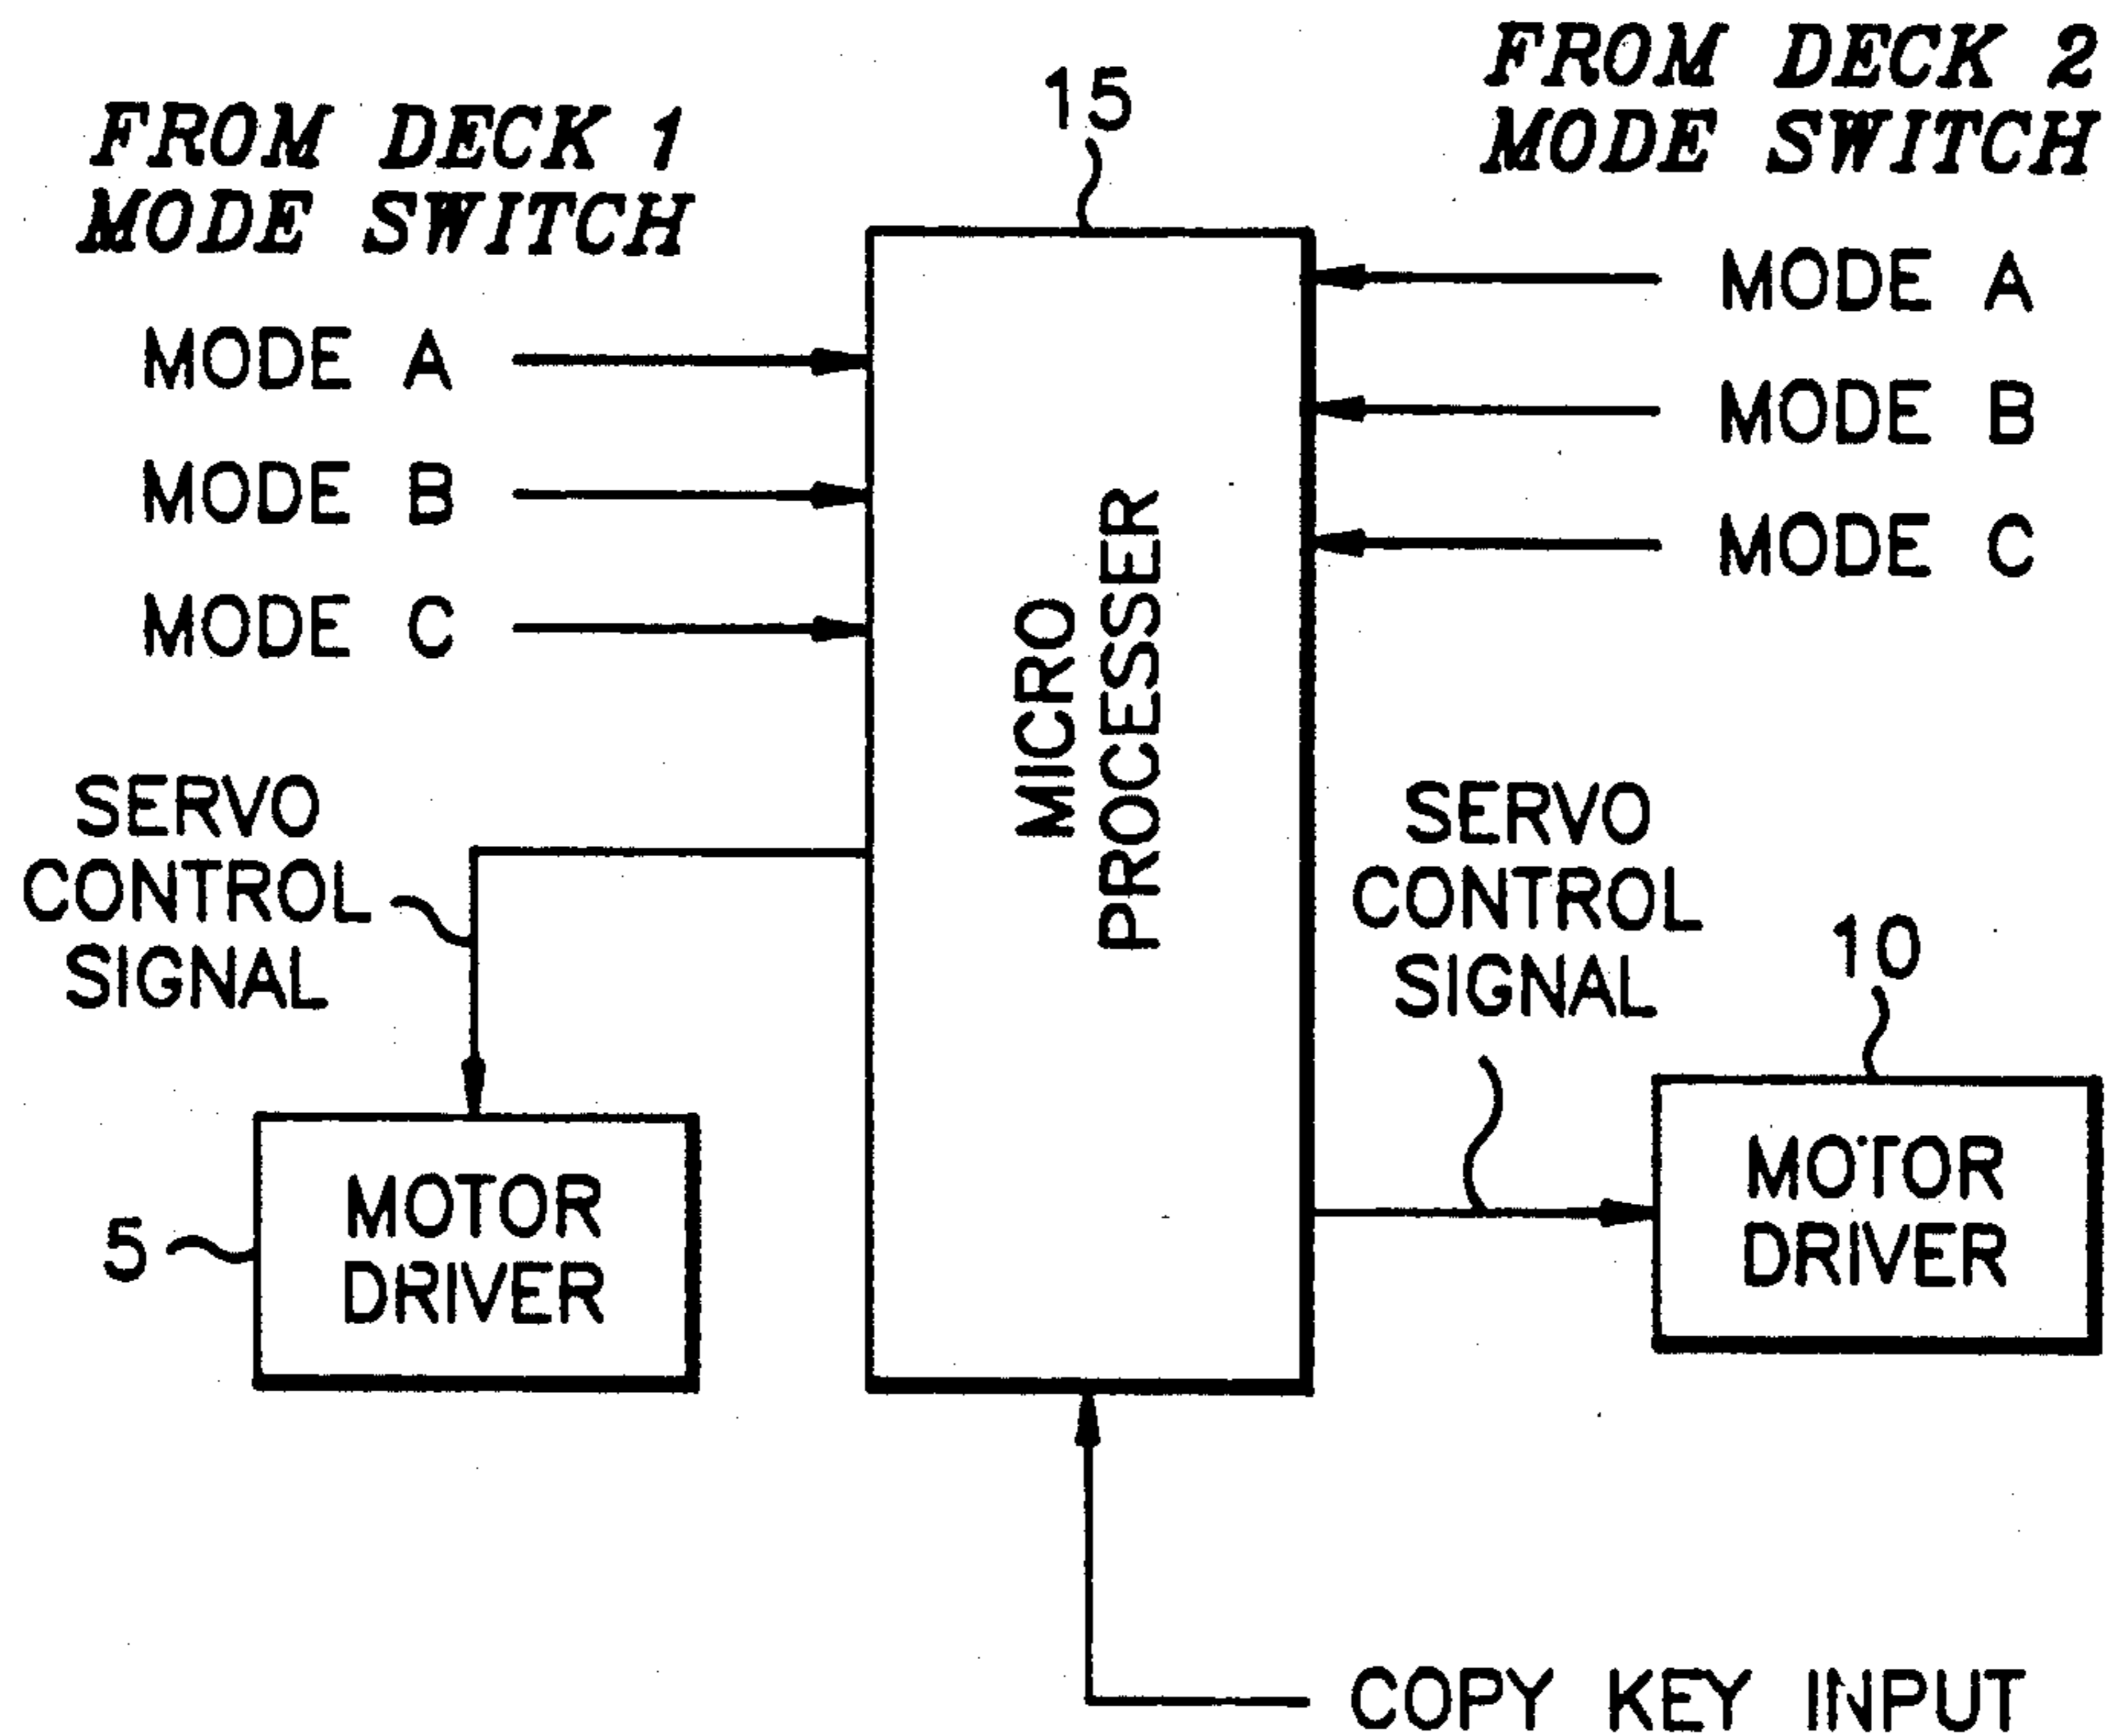 FROM DECK 1
MODE SWITCH
MODE A
MODE B
MODE C
SERVO
CONTROL
SIGNAL
5
MOTOR
DRIVER
15
MICRO
PROCESSER
FROM DECK 2
MODE SWITCH
MODE A
MODE B
MODE C
SERVO
CONTROL
SIGNAL
10
MOTOR
DRIVER
COPY KEY INPUT